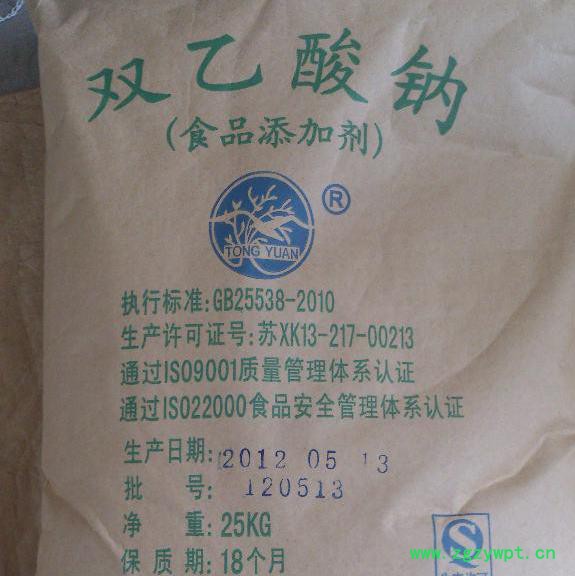 双乙酸钠
(食品添加剂)
®
TONG YUAN
执行标准:GB25538-2010
生产许可证号:苏XK13-217-00213
通过ISO9001质量管理体系认证
通过ISO22000食品安全管理体系认证
生产日期:2012 05 13
批 号: 120513
净 重:25KG
保 质 期:18个月
生产许可
www.zgzywpt.cn